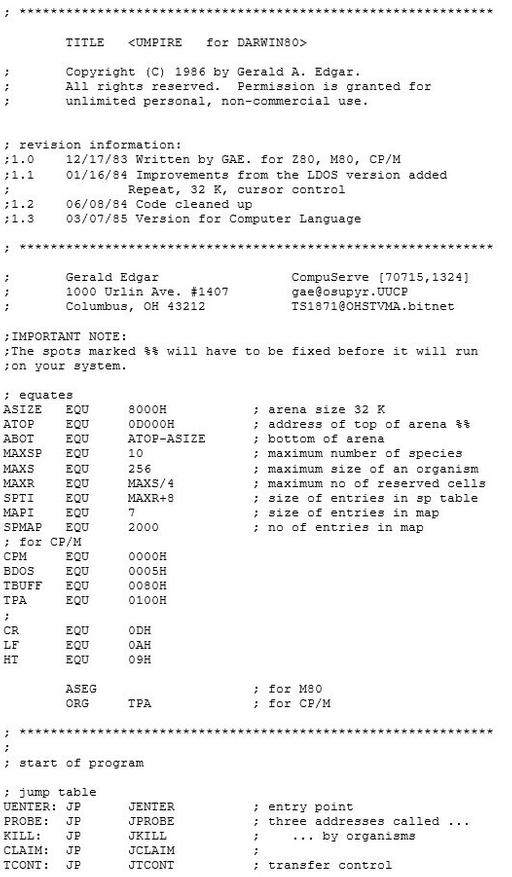 ; *************************************************************
        TITLE   <UMPIRE   for DARWIN80>
;       Copyright (C) 1986 by Gerald A. Edgar.
;       All rights reserved.  Permission is granted for
;       unlimited personal, non-commercial use.
; revision information:
;1.0    12/17/83 Written by GAE. for Z80, M80, CP/M
;1.1    01/16/84 Improvements from the LDOS version added
;               Repeat, 32 K, cursor control
;1.2    06/08/84 Code cleaned up
;1.3    03/07/85 Version for Computer Language
; *************************************************************
;       Gerald Edgar                 CompuServe [70715,1324]
;       1000 Urlin Ave. #1407        gae@osupyr.UUCP
;       Columbus, OH 43212           TS1871@OHSTVMA.bitnet
;IMPORTANT NOTE:
;The spots marked %% will have to be fixed before it will run
;on your system.
; equates
ASIZE   EQU     8000H           ; arena size 32 K
ATOP    EQU     0D000H          ; address of top of arena %%
ABOT    EQU     ATOP-ASIZE      ; bottom of arena
MAXSP   EQU     10              ; maximum number of species
MAXS    EQU     256             ; maximum size of an organism
MAXR    EQU     MAXS/4          ; maximum no of reserved cells
SPTI    EQU     MAXR+8          ; size of entries in sp table
MAPI    EQU     7               ; size of entries in map
SPMAP   EQU     2000            ; no of entries in map
; for CP/M
CPM     EQU     0000H
BDOS    EQU     0005H
TBUFF   EQU     0080H
TPA     EQU     0100H
;
CR      EQU     0DH
LF      EQU     0AH
HT      EQU     09H
        ASEG                    ; for M80
        ORG     TPA             ; for CP/M
; *************************************************************
;
; start of program
; jump table
UENTER: JP      JENTER          ; entry point
PROBE:  JP      JPROBE          ; three addresses called ...
KILL:   JP      JKILL           ;    ... by organisms
CLAIM:  JP      JCLAIM          ;
TCONT:  JP      JTCONT          ; transfer control